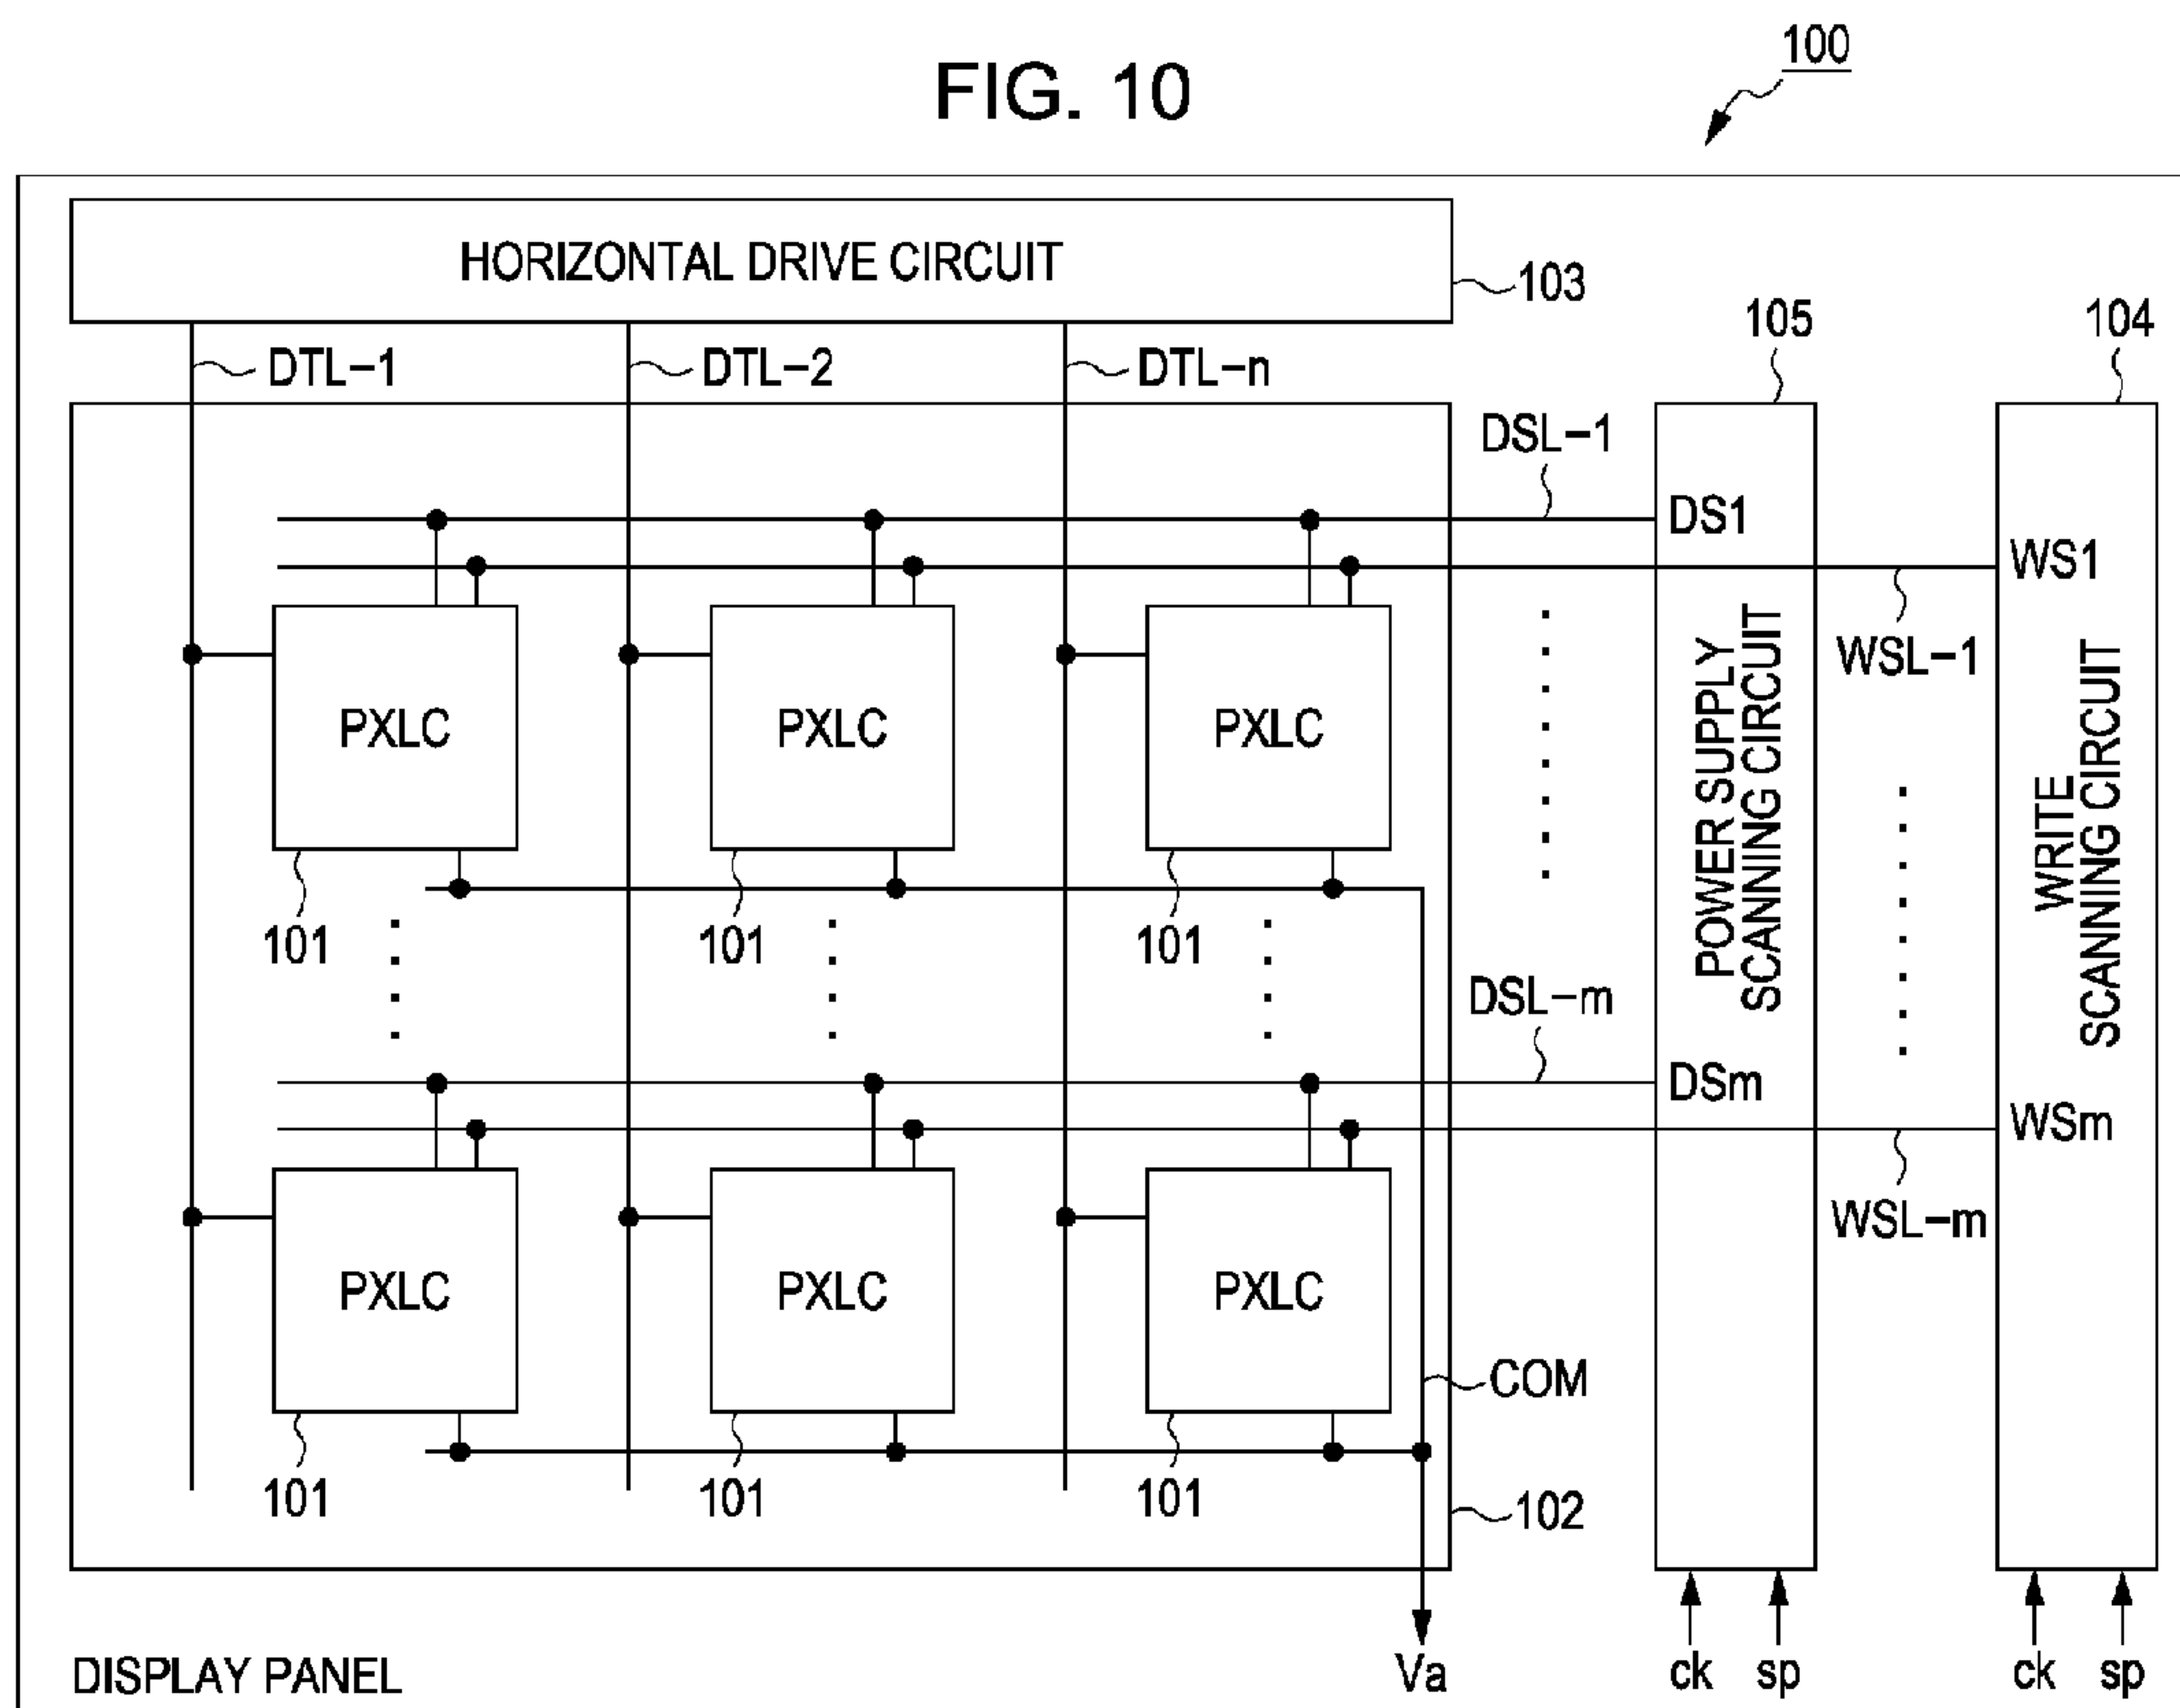 FIG. 10
100
HORIZONTAL DRIVE CIRCUIT
103
105
104
DTL-1
DTL-2
DTL-n
DSL-1
DS1
WS1
WSL-1
PXLC
PXLC
PXLC
POWER SUPPLY
SCANNING CIRCUIT
WRITE
SCANNING CIRCUIT
101
101
101
DSL-m
DSm
WSm
WSL-m
PXLC
PXLC
PXLC
COM
101
101
101
102
DISPLAY PANEL
Va
ck
sp
ck
sp